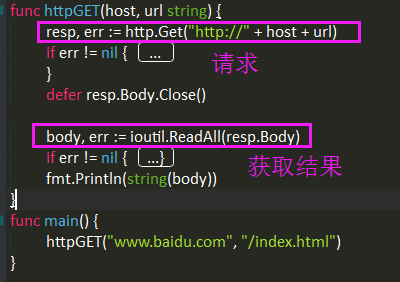 func httpGET(host, url string) {
resp, err := http.Get("http://" + host + url)
if err != nil { ...
请求
}
defer resp.Body.Close()
body, err := ioutil.ReadAll(resp.Body)
if err != nil { ...}
获取结果
fmt.Println(string(body))
}
func main() {
httpGET("www.baidu.com", "/index.html")
}